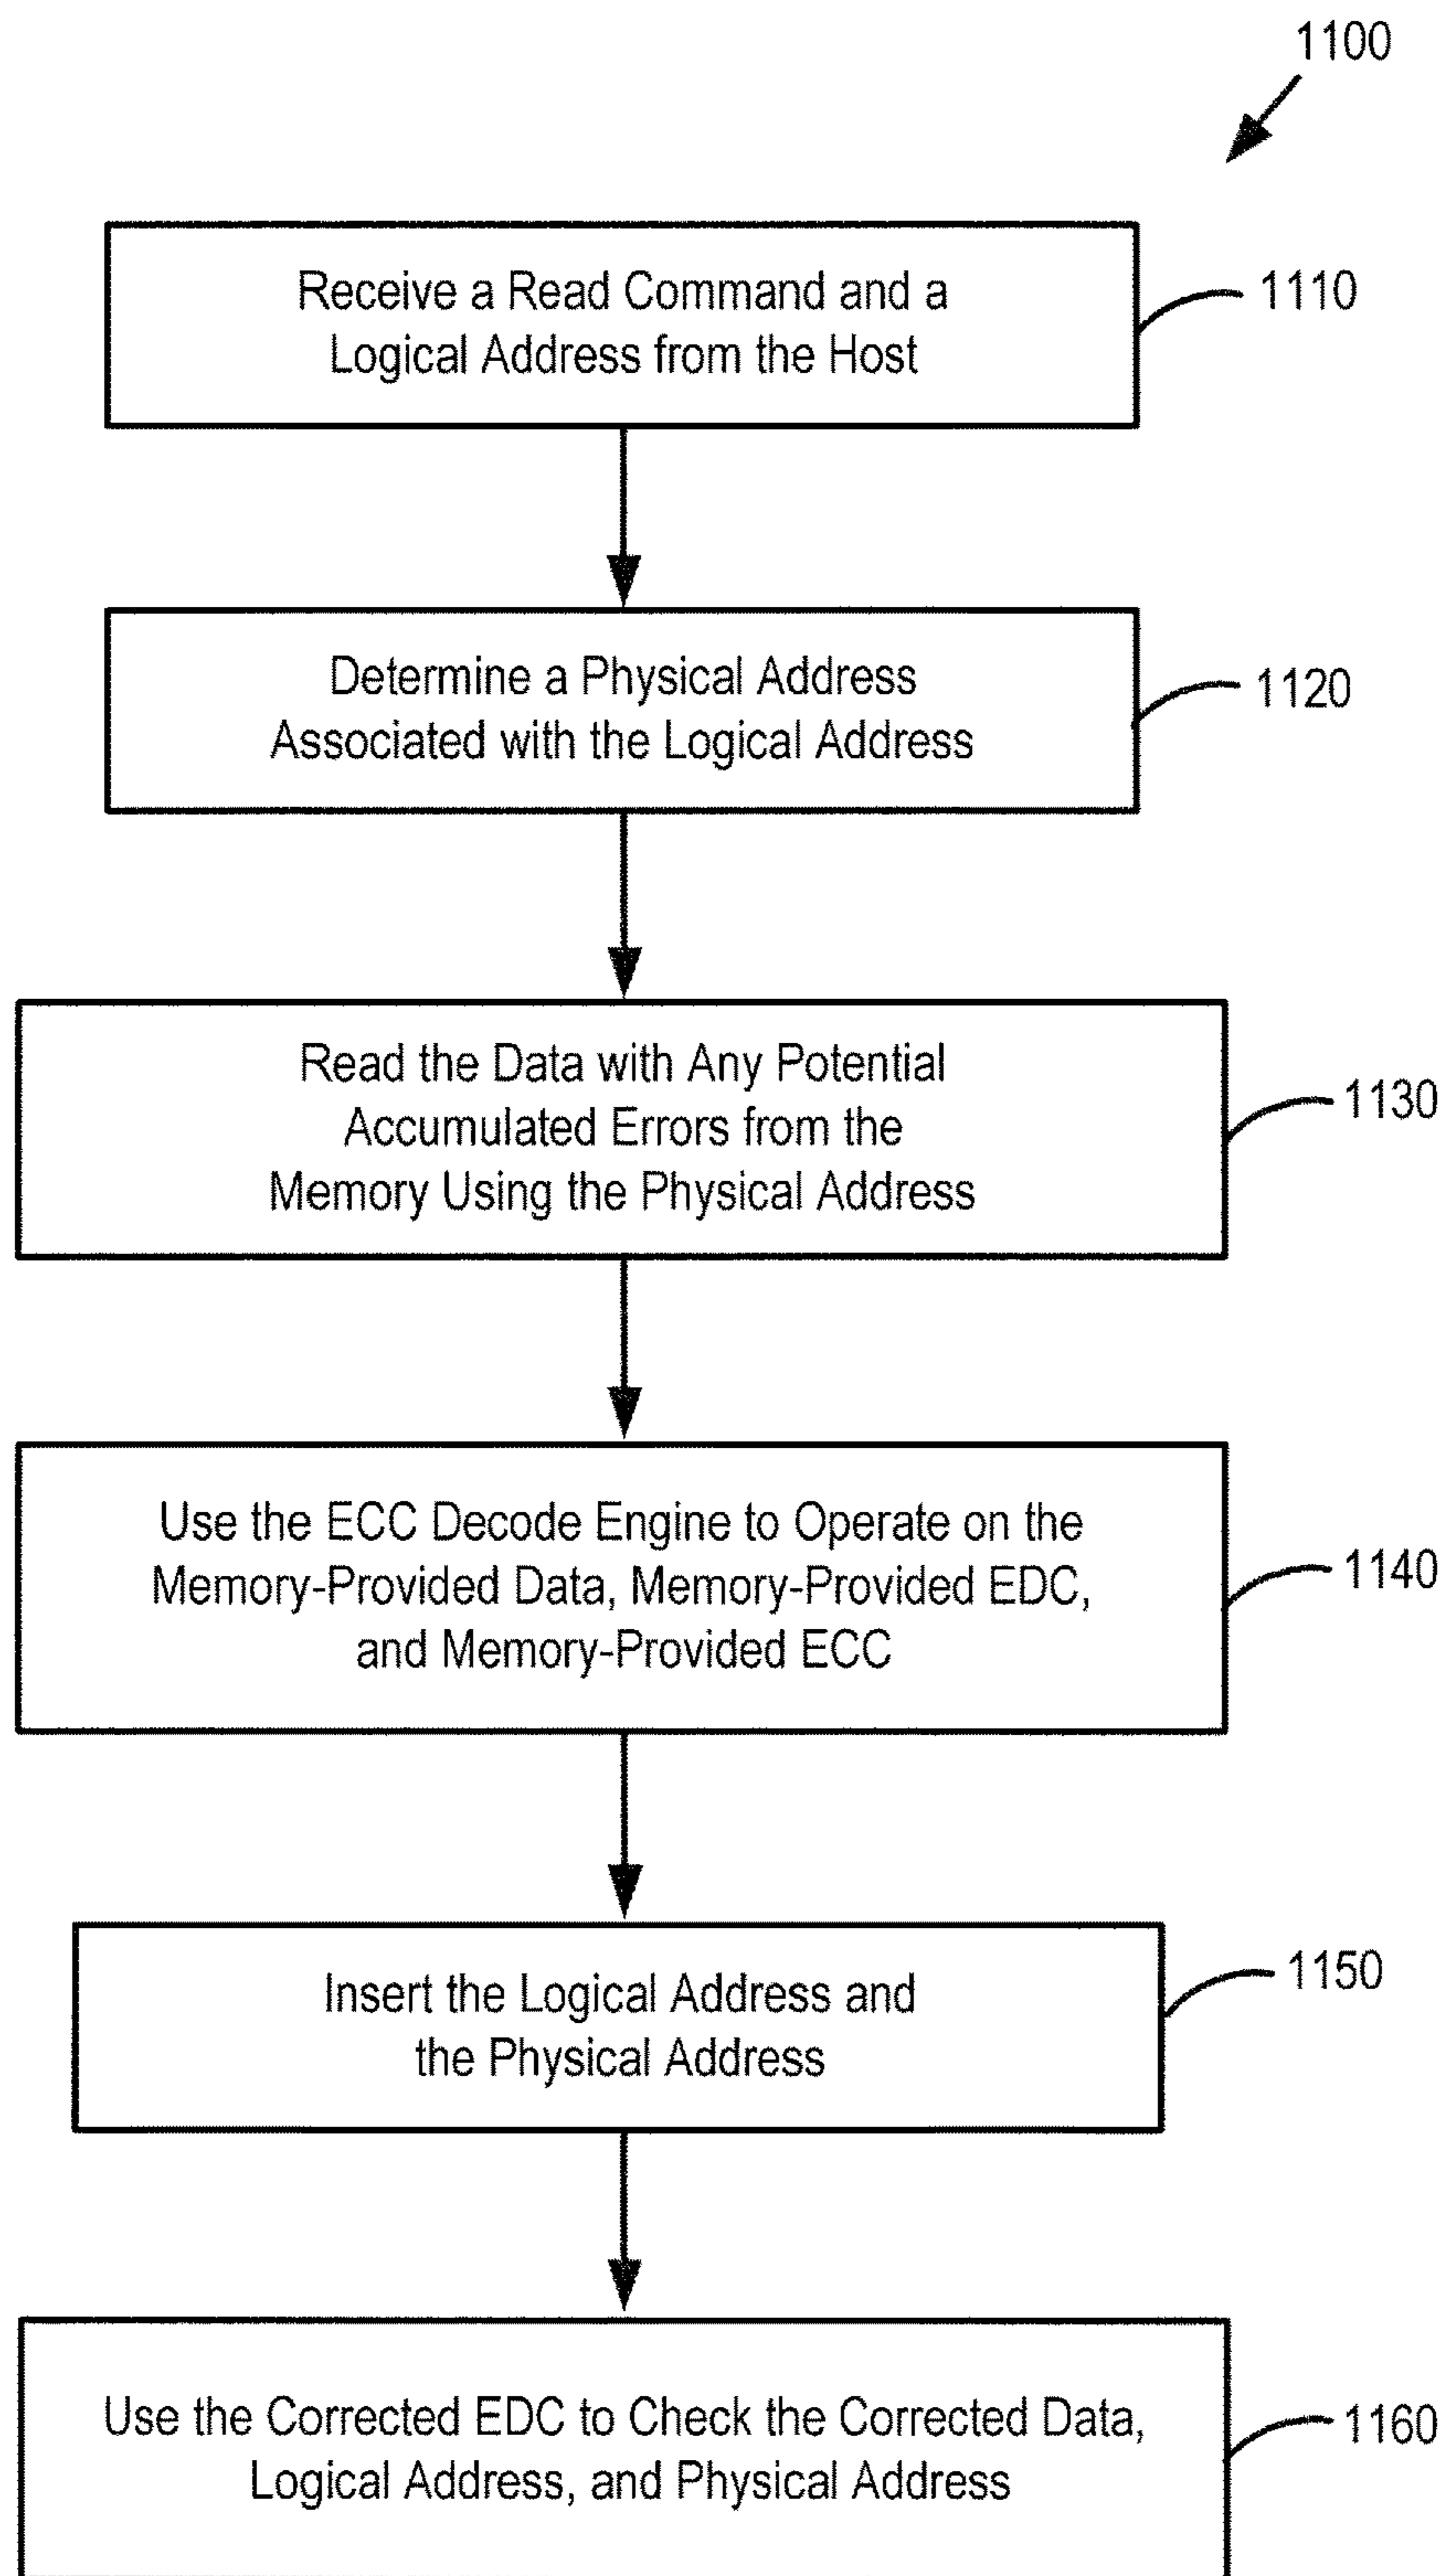 1100
Receive a Read Command and a
Logical Address from the Host
1110
Determine a Physical Address
Associated with the Logical Address
1120
Read the Data with Any Potential
Accumulated Errors from the
Memory Using the Physical Address
1130
Use the ECC Decode Engine to Operate on the
Memory-Provided Data, Memory-Provided EDC,
and Memory-Provided ECC
1140
Insert the Logical Address and
the Physical Address
1150
Use the Corrected EDC to Check the Corrected Data,
Logical Address, and Physical Address
1160